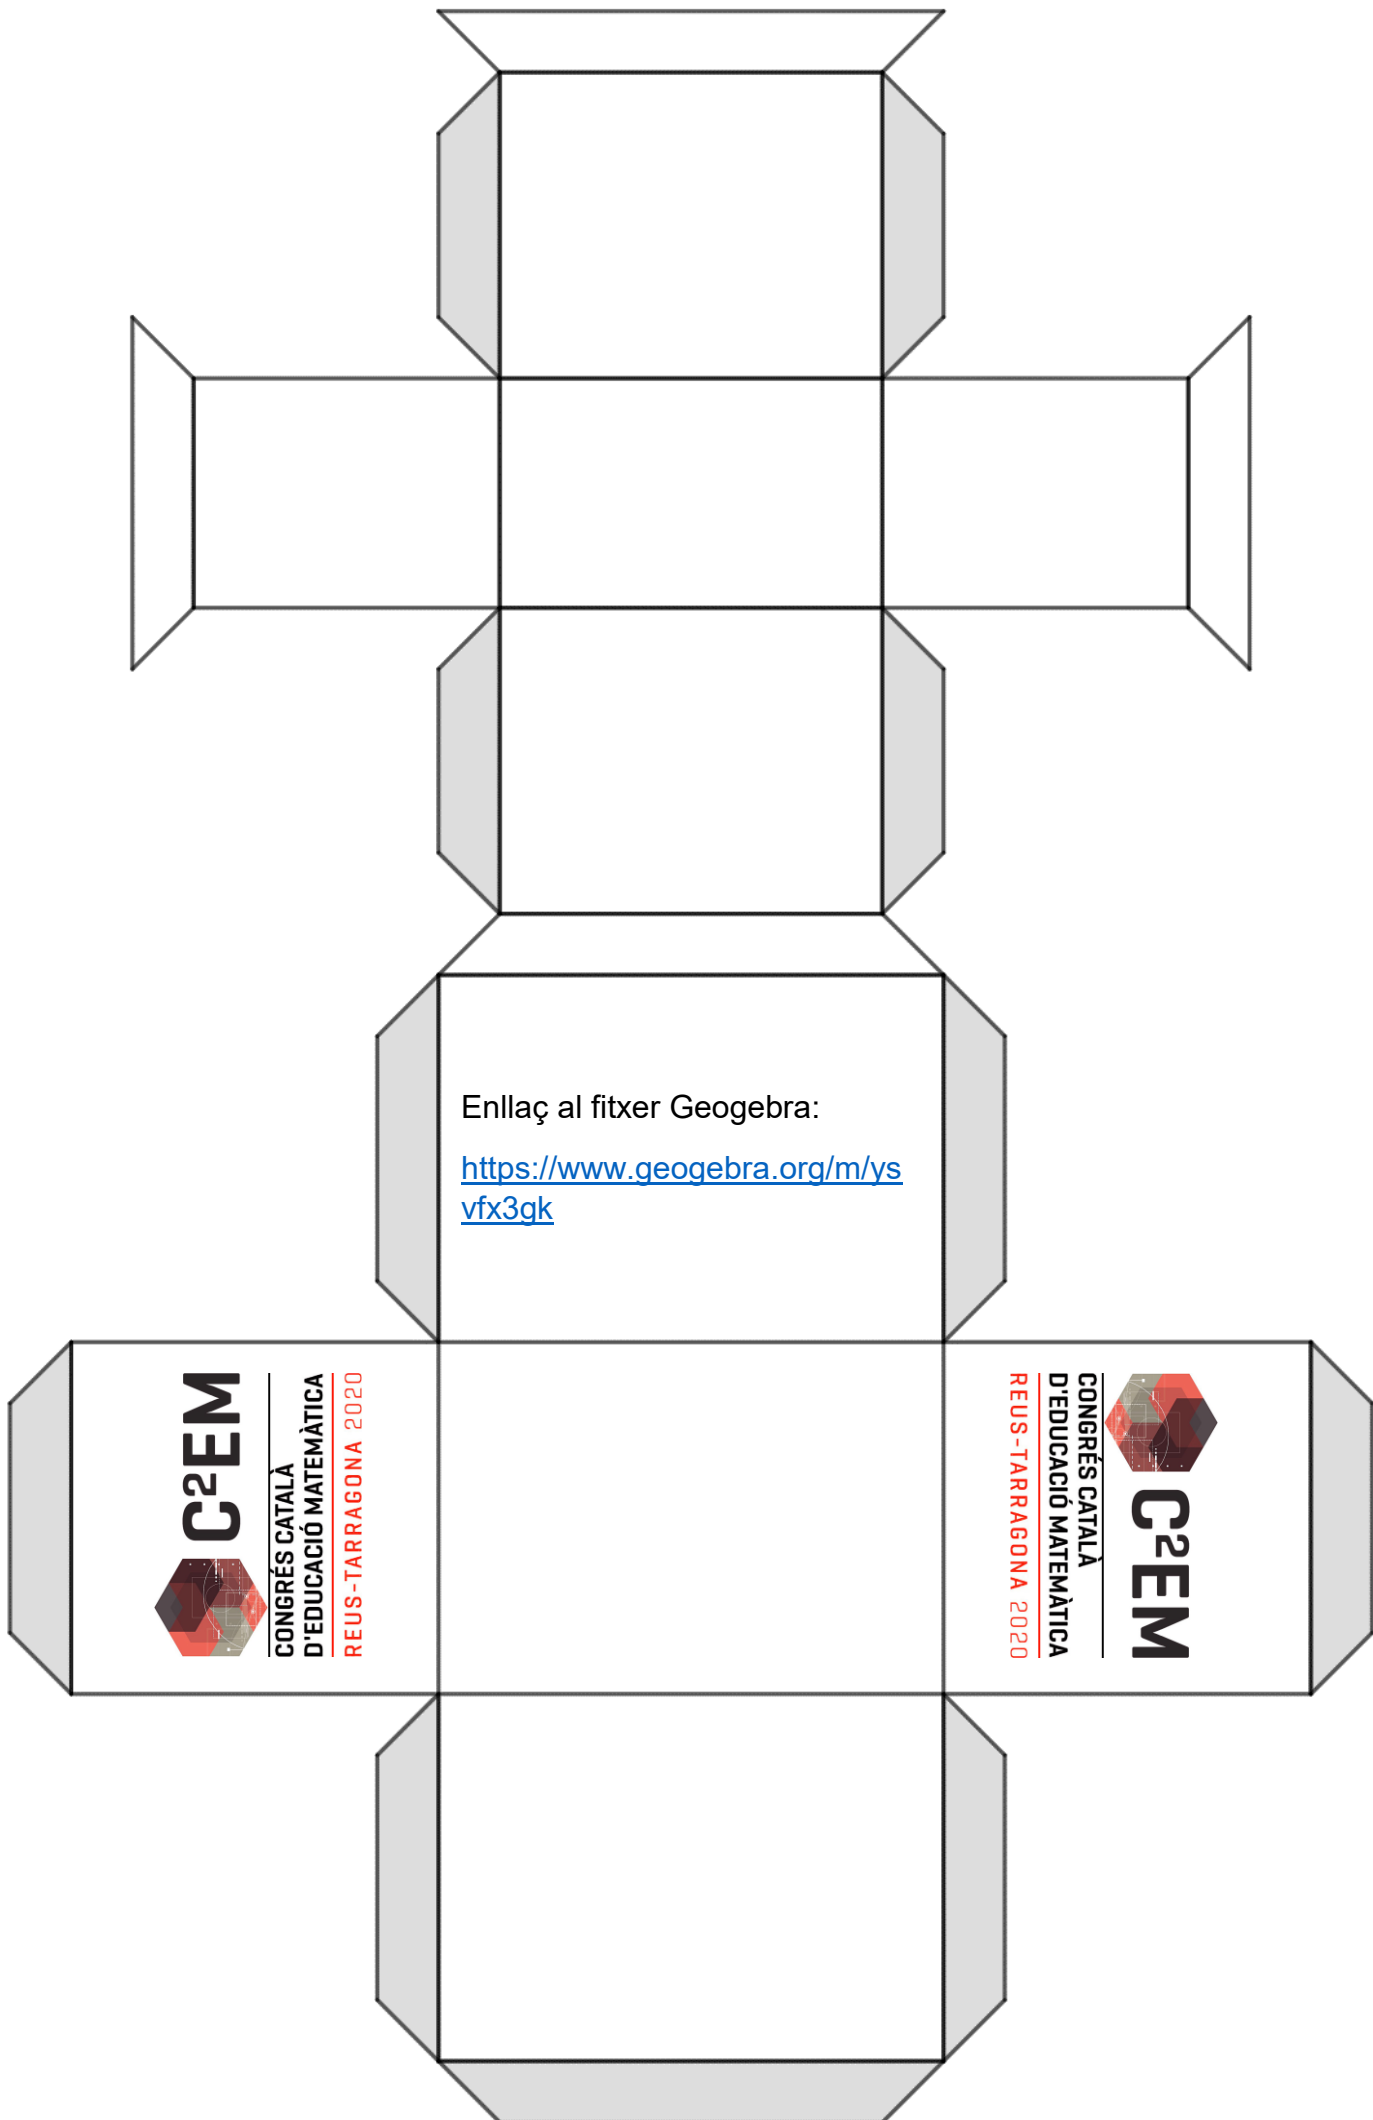 Enllaç al fitxer Geogebra:
https://www.geogebra.org/m/ys
vfx3gk
C²EM
CONGRÉS CATALÀ
D'EDUCACIÓ MATEMÀTICA
REUS-TARRAGONA 2020
C²EM
CONGRÉS CATALÀ
D'EDUCACIÓ MATEMÀTICA
REUS-TARRAGONA 2020